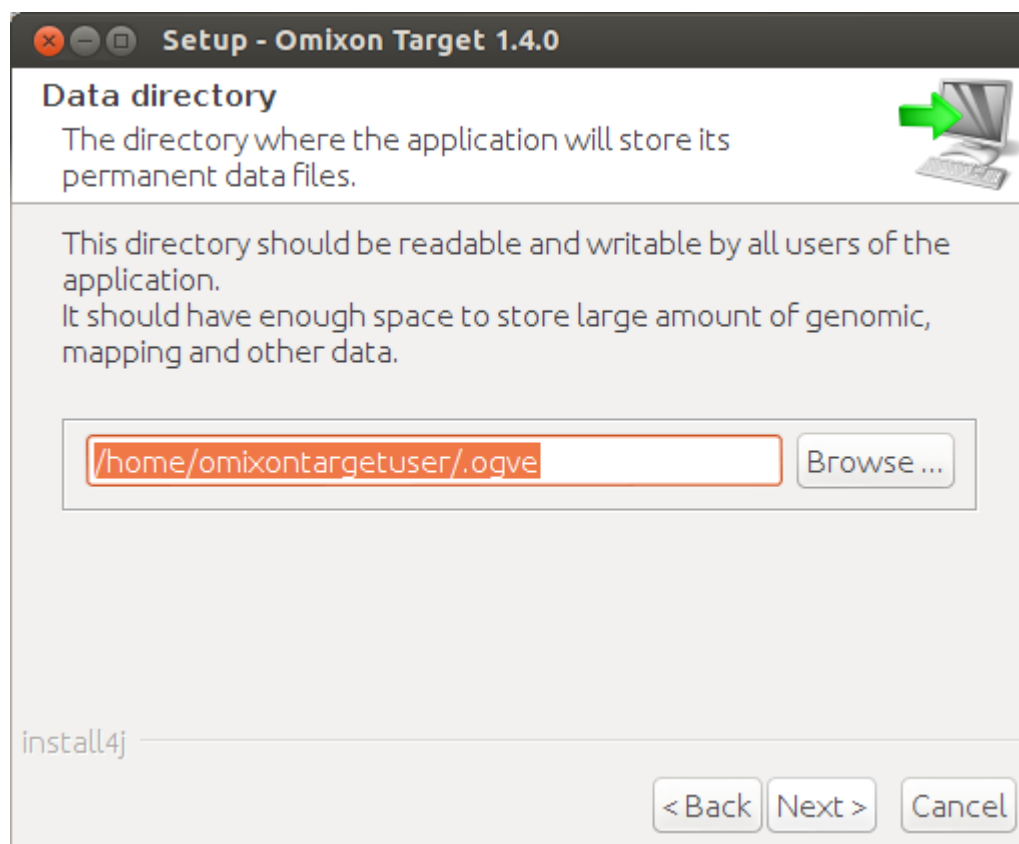 Setup - Omixon Target 1.4.0
Data directory
The directory where the application will store its
permanent data files.
This directory should be readable and writable by all users of the
application.
It should have enough space to store large amount of genomic,
mapping and other data.
/home/omixontargetuser/.ogve
Browse ...
install4j
< Back
Next >
Cancel